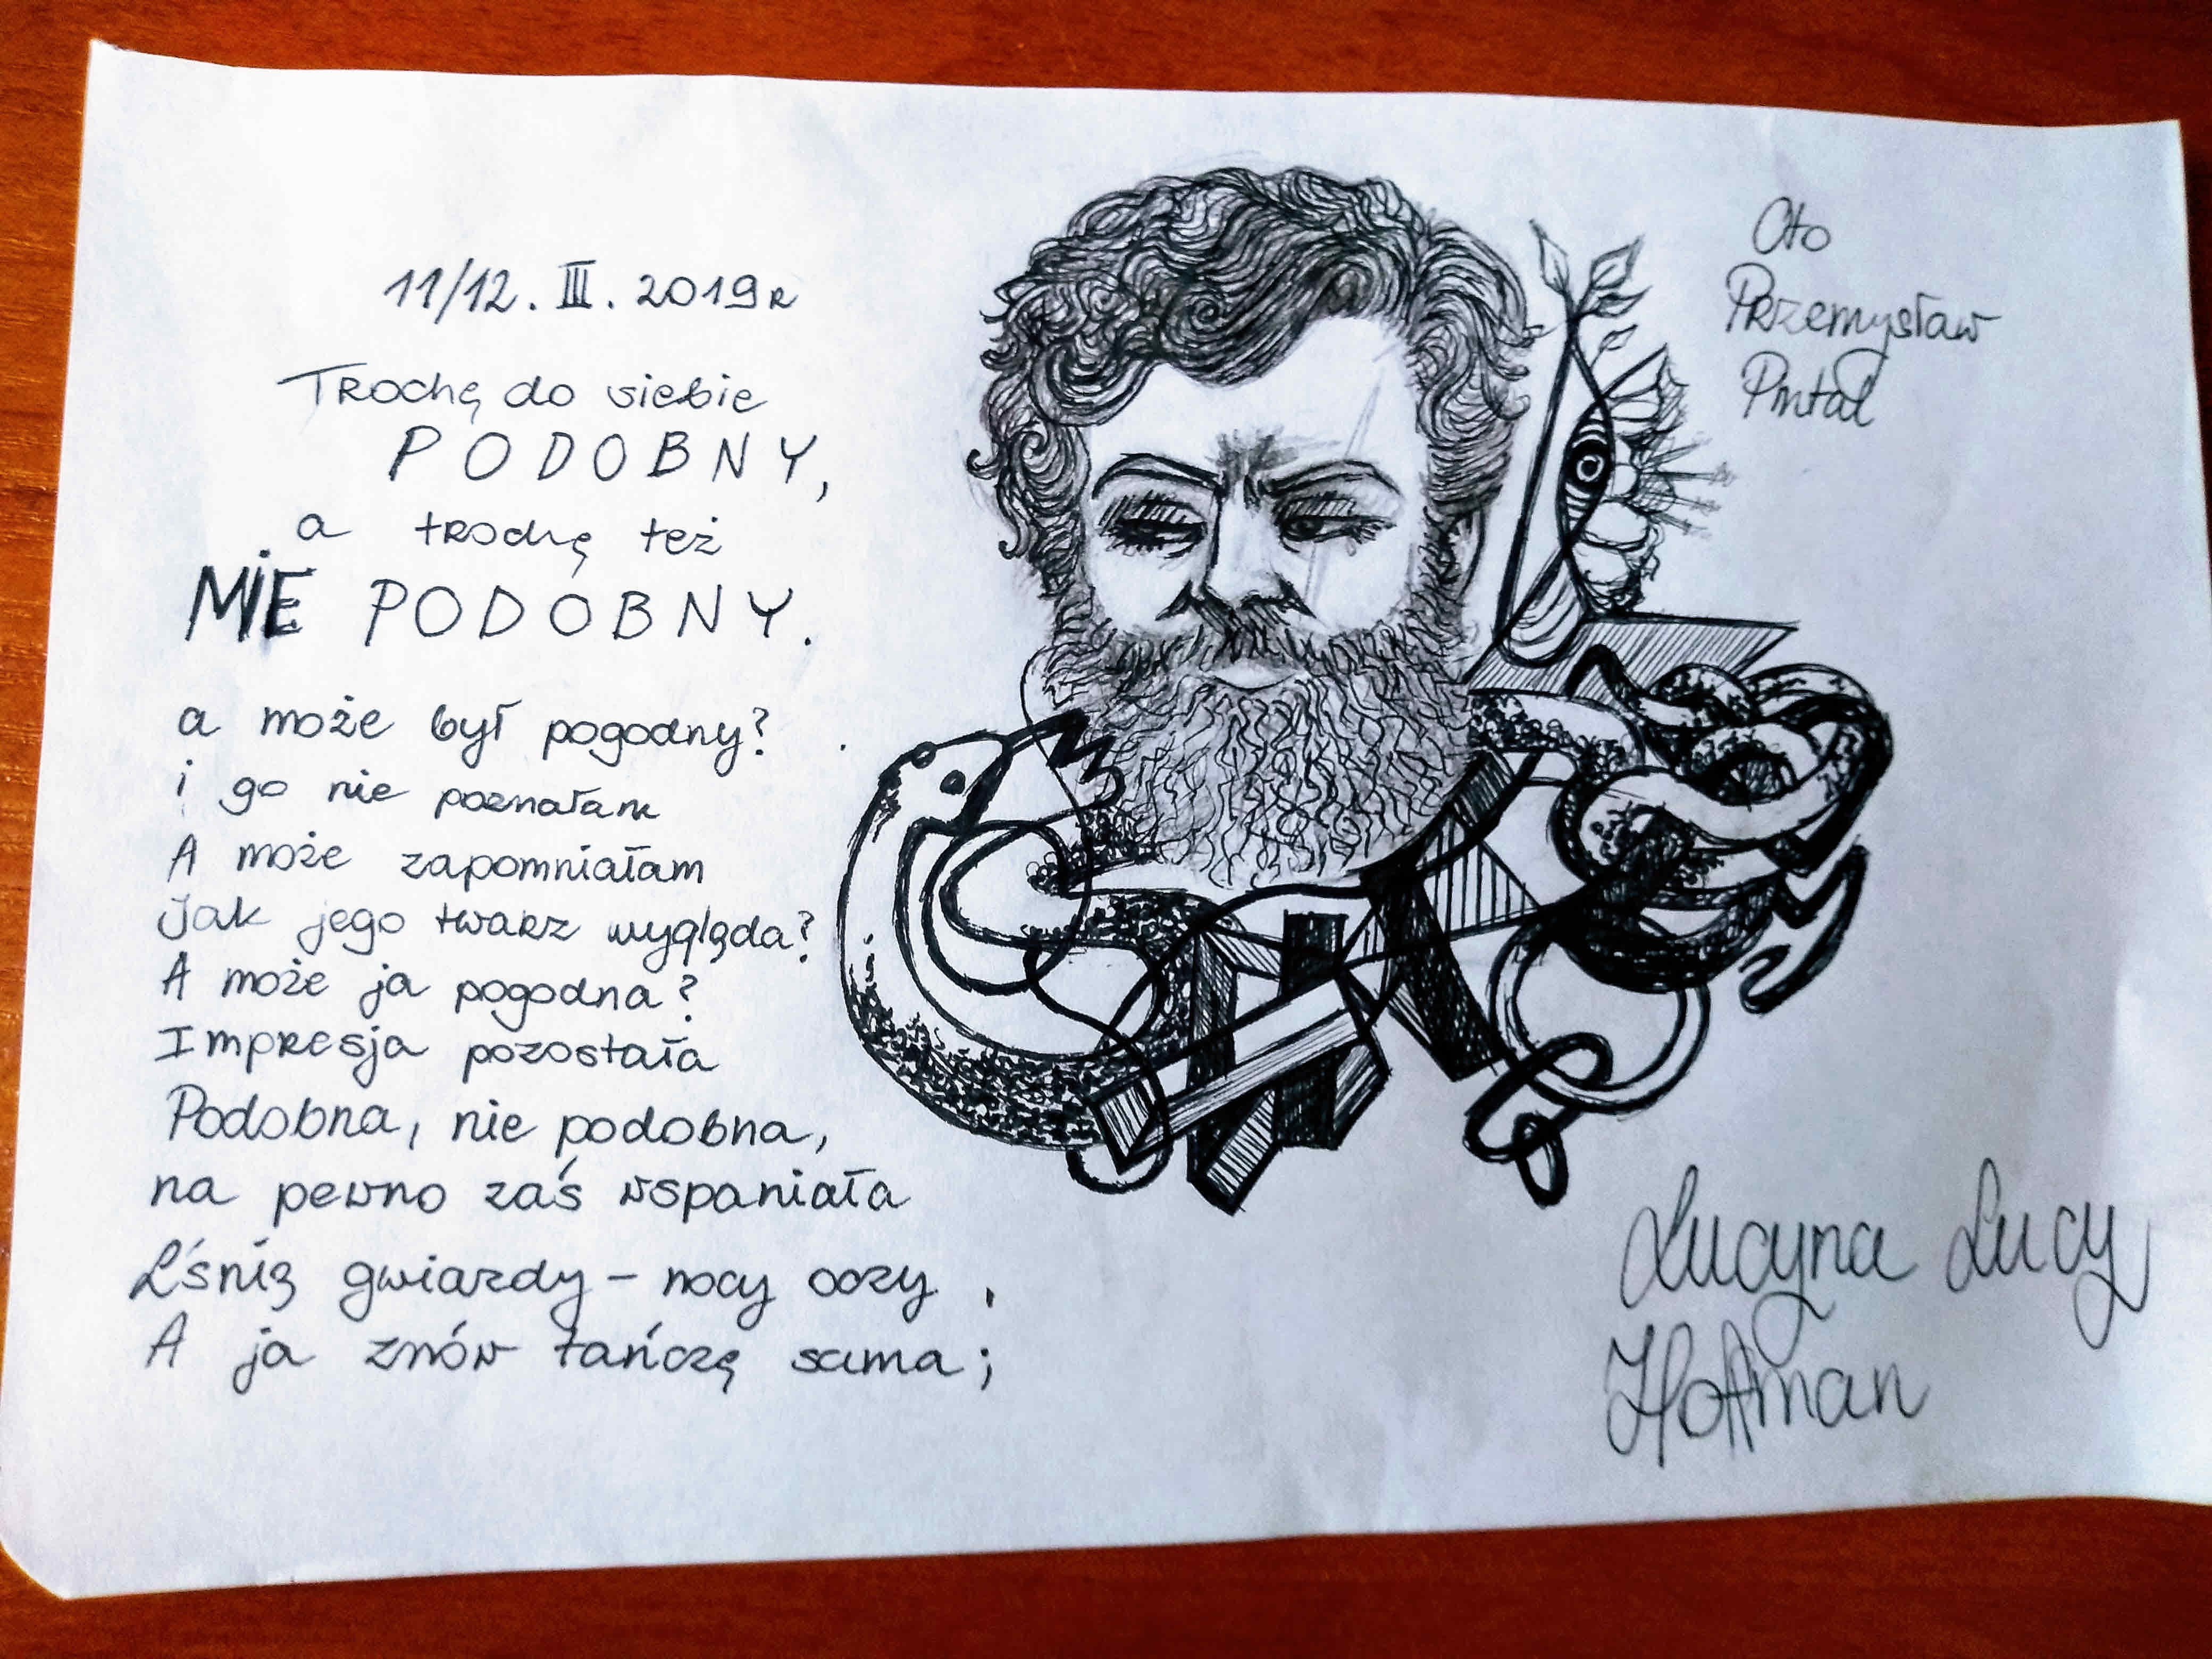 11/12. III. 2019r
Trochę do siebie
PODOBNY,
a trochę też
NIE PODOBNY.
a może był pogodny?
i go nie poznałam
A może zapomniałam
Jak jego twarz wygląda?
A może ja pogodna?
Impresja pozostała
Podobna, nie podobna,
na pewno zaś wspaniała
Lśnią gwiazdy - nocy oczy
A ja znów tańczę sama;
Oto
Przemysław
Pintal
Lucyna Lucy
Hoffman